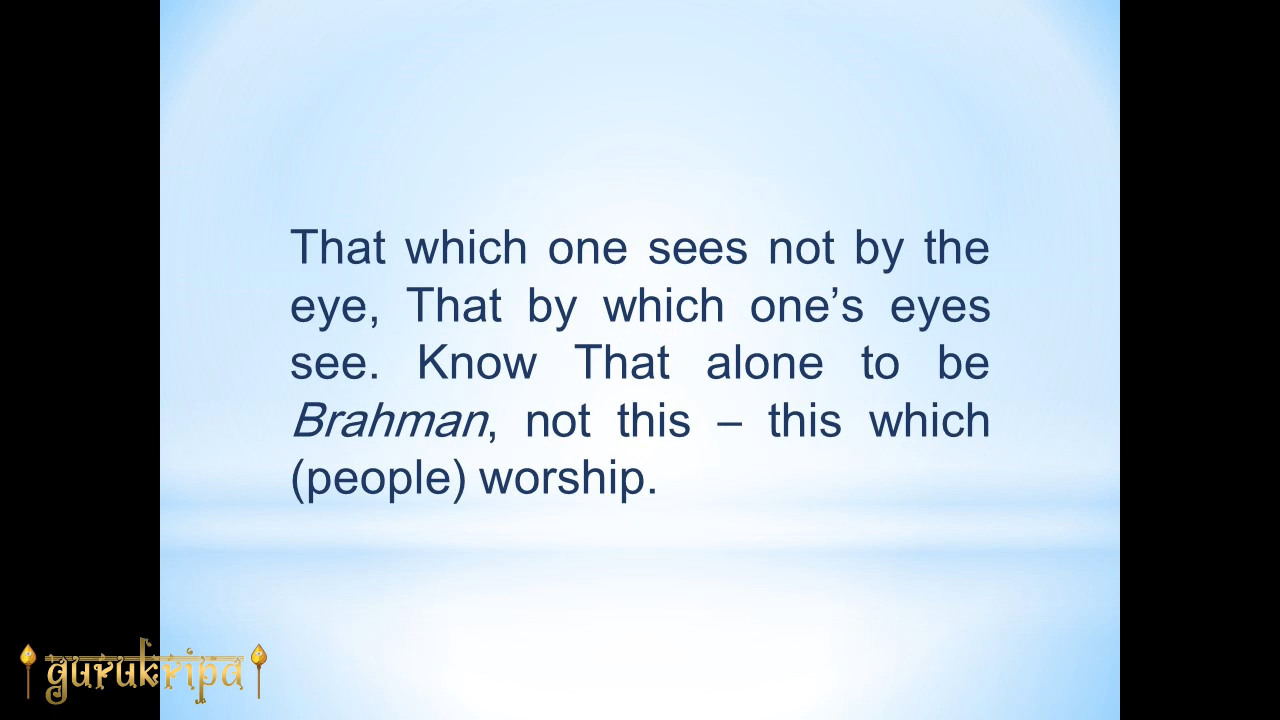 That which one sees not by the
eye, That by which one’s eyes
see. Know That alone to be
Brahman, not this – this which
(people) worship.
gurukripa